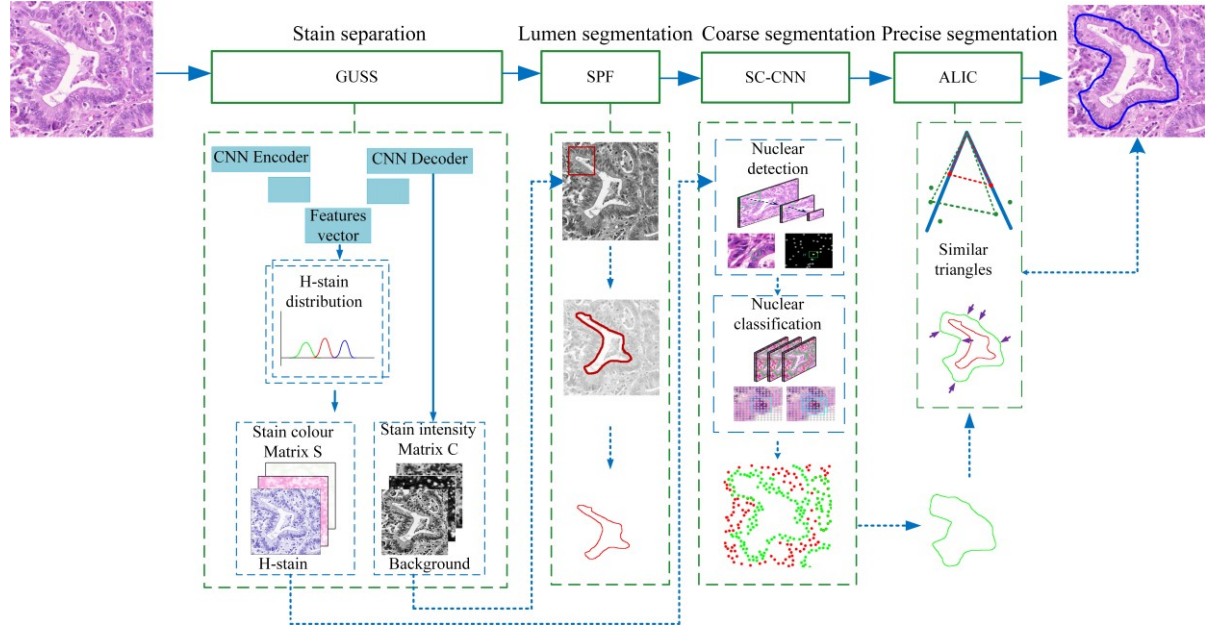 Stain separation
Lumen segmentation
Coarse segmentation
Precise segmentation
GUSS
SPF
SC-CNN
ALIC
CNN Encoder
CNN Decoder
Features
vector
H-stain
distribution
Stain colour
Matrix S
H-stain
Stain intensity
Matrix C
Background
Nuclear
detection
Nuclear
classification
Similar
triangles